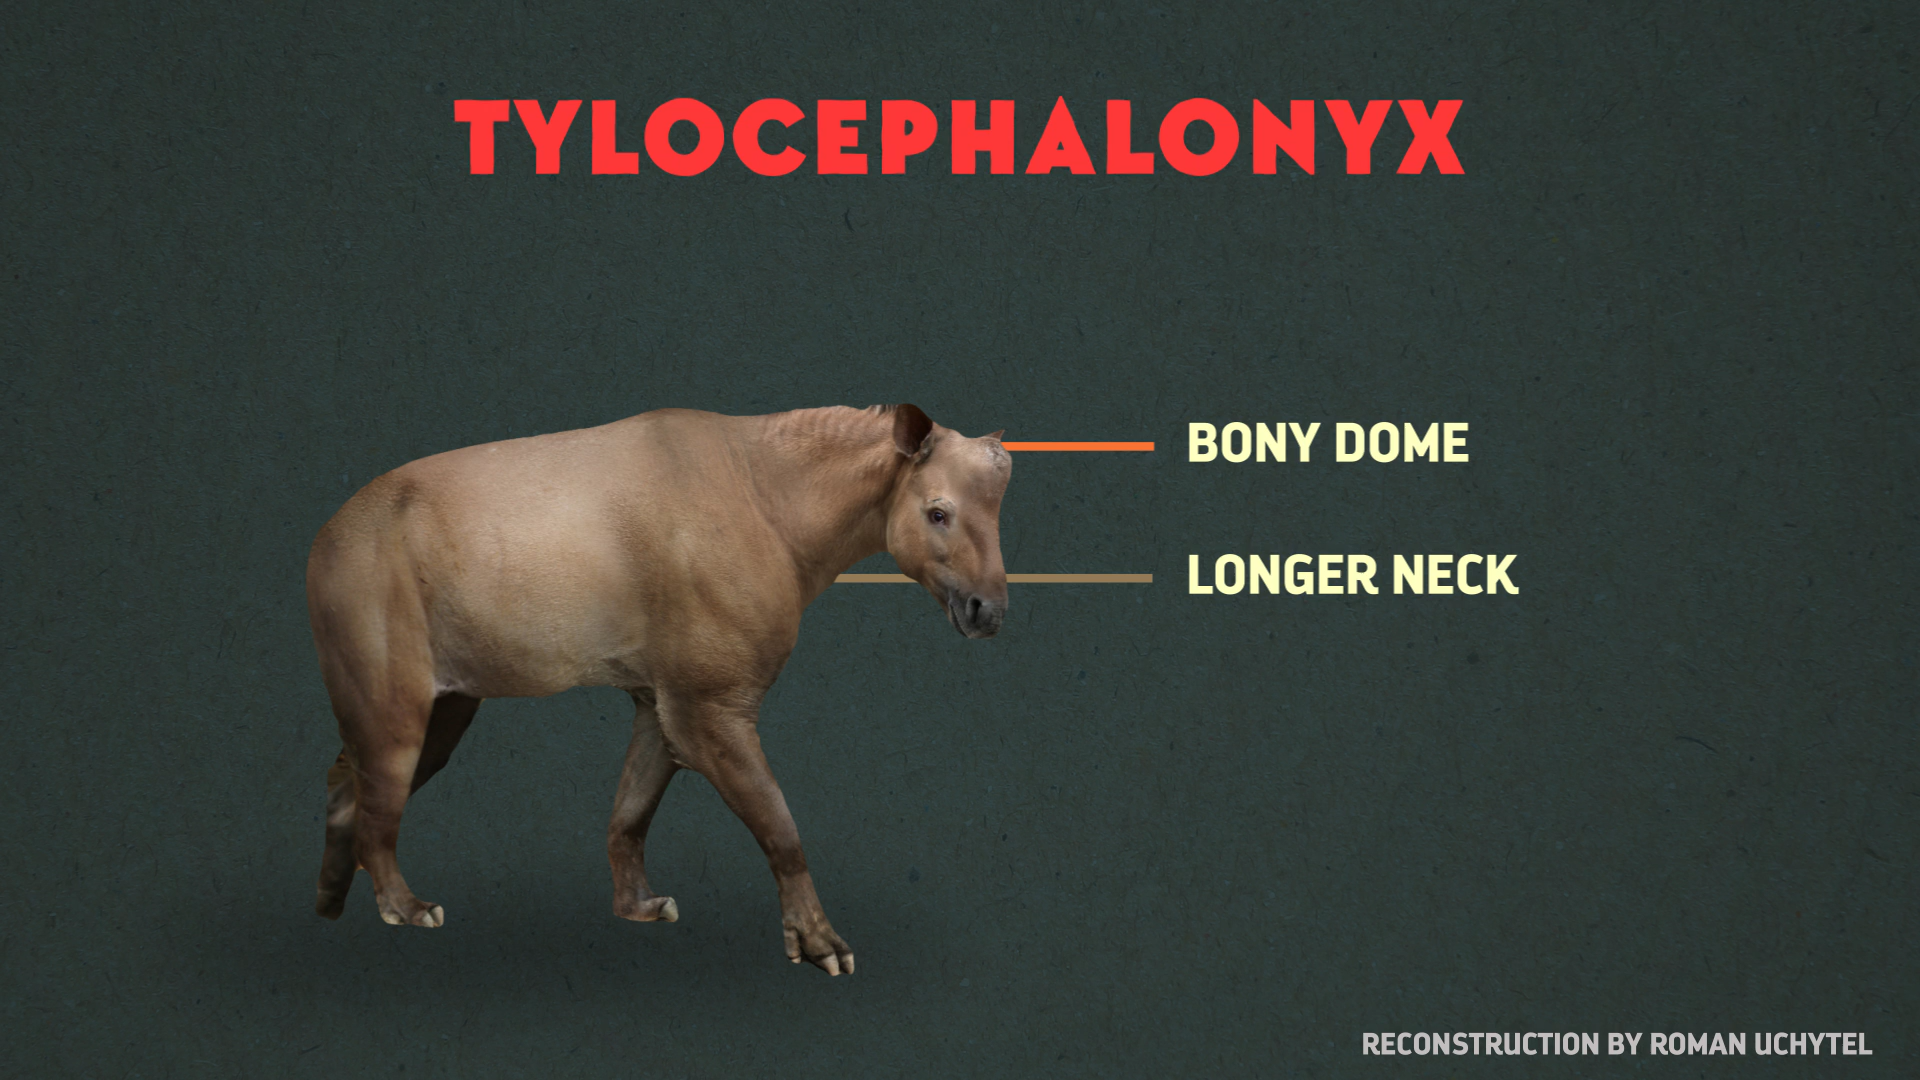 TYLOCEPHALONYX
BONY DOME
LONGER NECK
RECONSTRUCTION BY ROMAN UCHYTEL